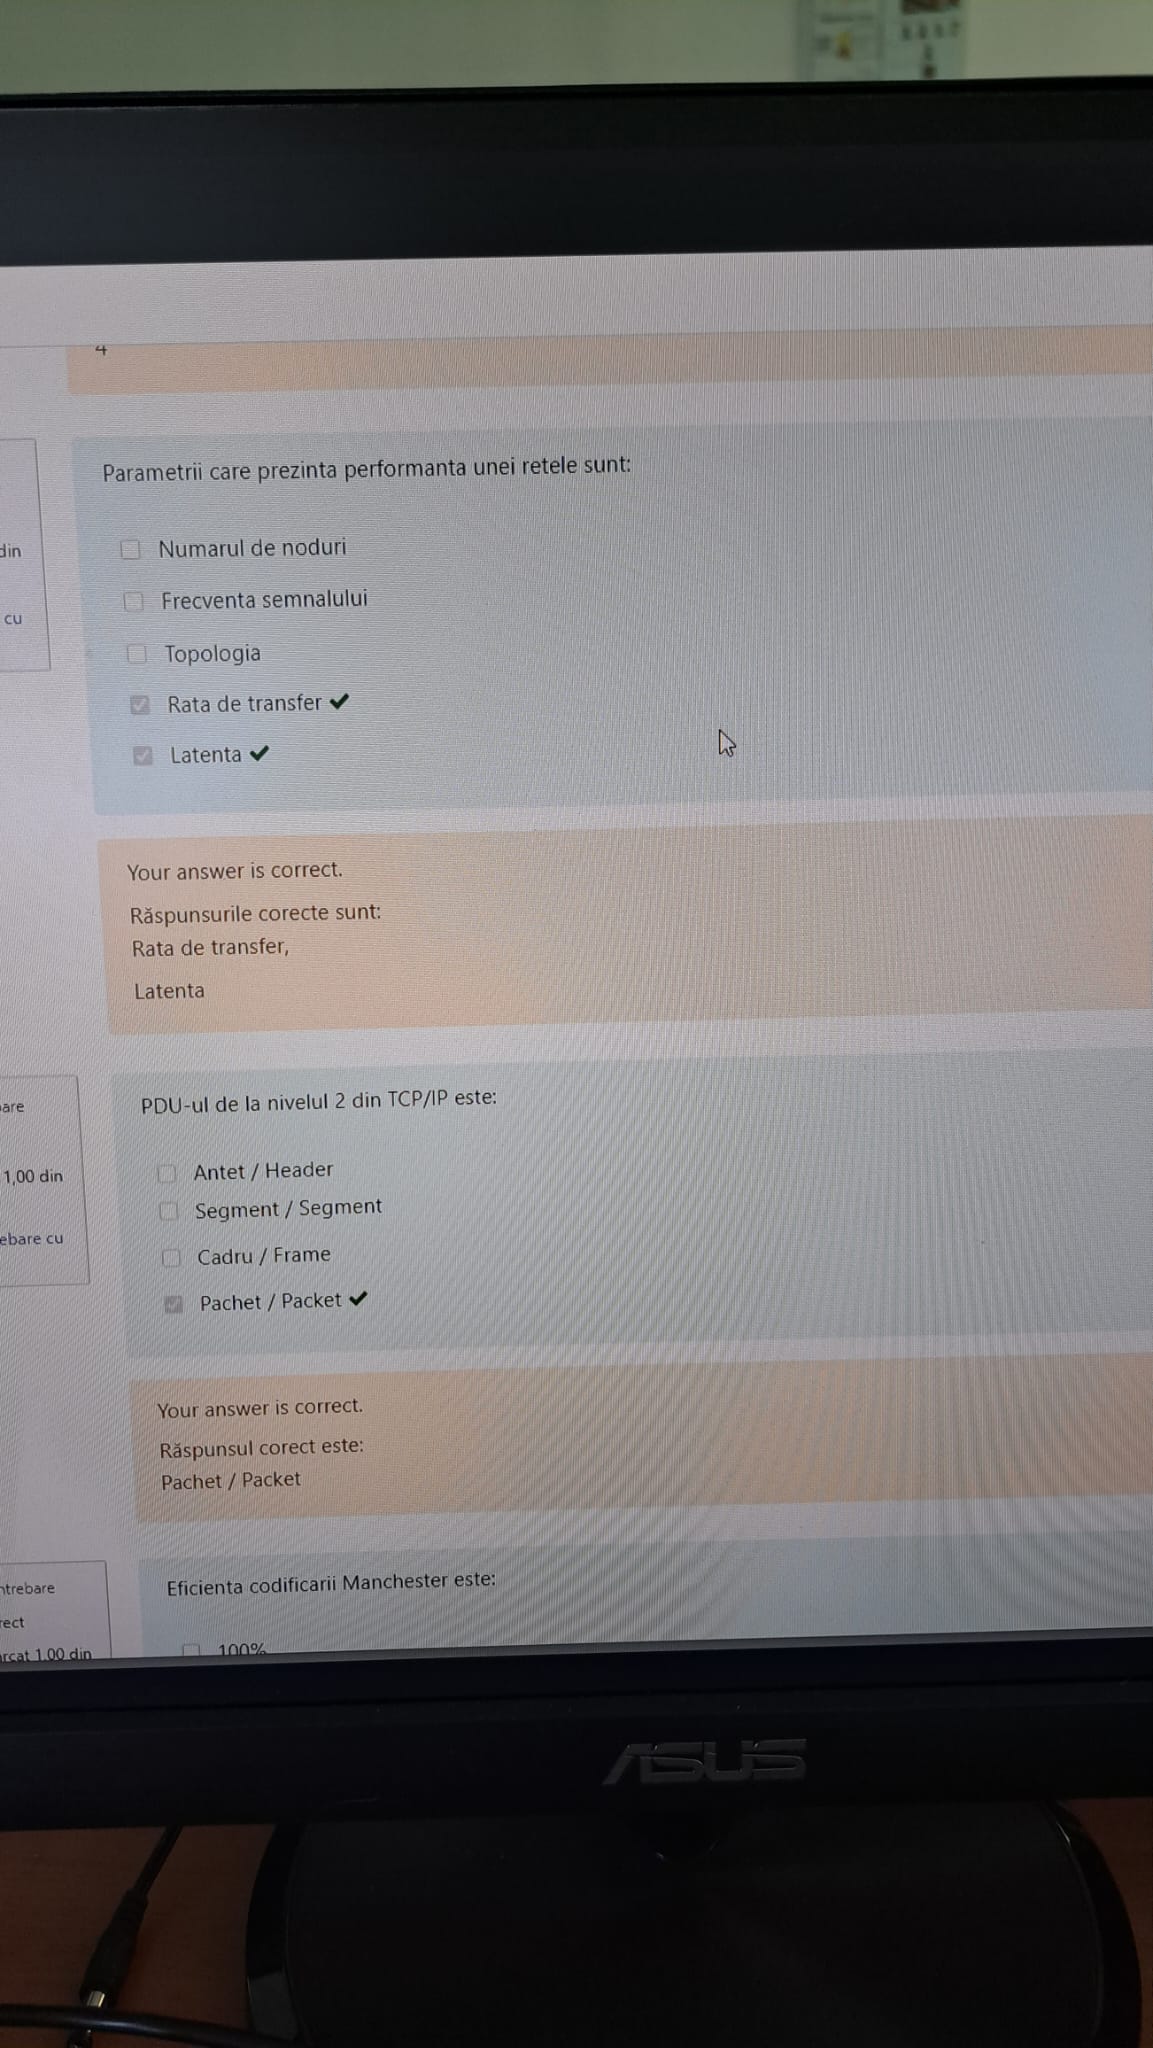 4
Parametrii care prezinta performanta unei retele sunt:
din
Numarul de noduri
cu
Frecventa semnalului
Topologia
Rata de transfer
Latenta
Your answer is correct.
Răspunsurile corecte sunt:
Rata de transfer,
Latenta
PDU-ul de la nivelul 2 din TCP/IP este:
are
1,00 din
Antet / Header
Segment / Segment
ebare cu
Cadru / Frame
Pachet / Packet
Your answer is correct.
Răspunsul corect este:
Pachet / Packet
Eficienta codificarii Manchester este:
ntrebare
rect
100%
rcat 1,00 din
ASUS